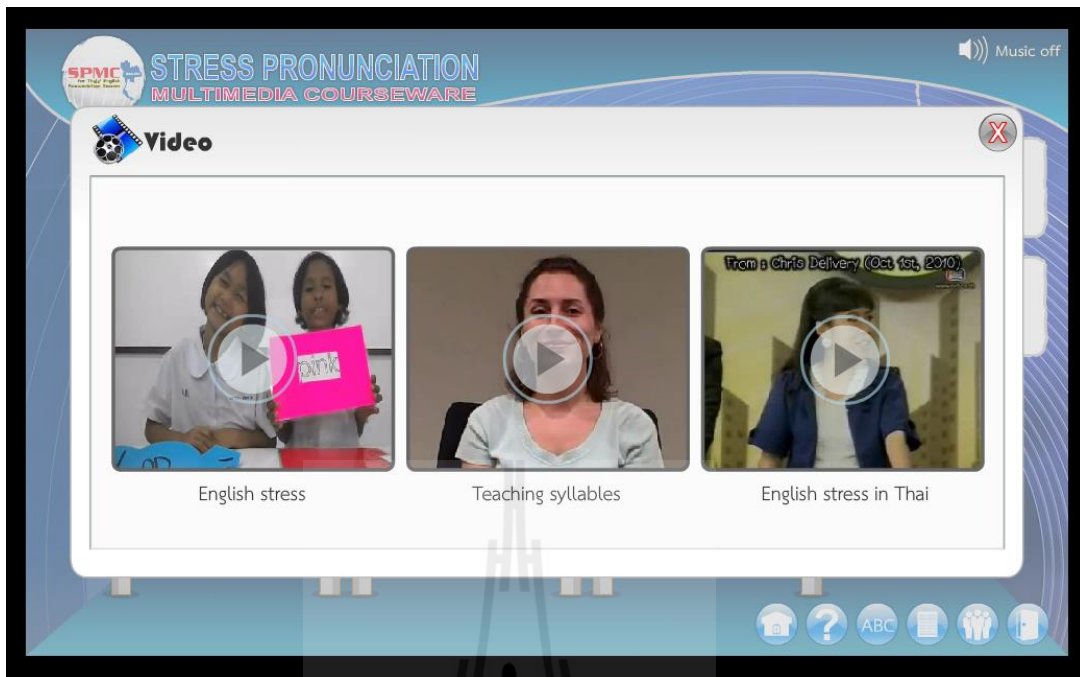 SPMC
STRESS PRONUNCIATION
MULTIMEDIA COURSEWARE
Music off
Video
X
pink
From : Chris Delivery (Oct 1st, 2010)
English stress
Teaching syllables
English stress in Thai
ABC